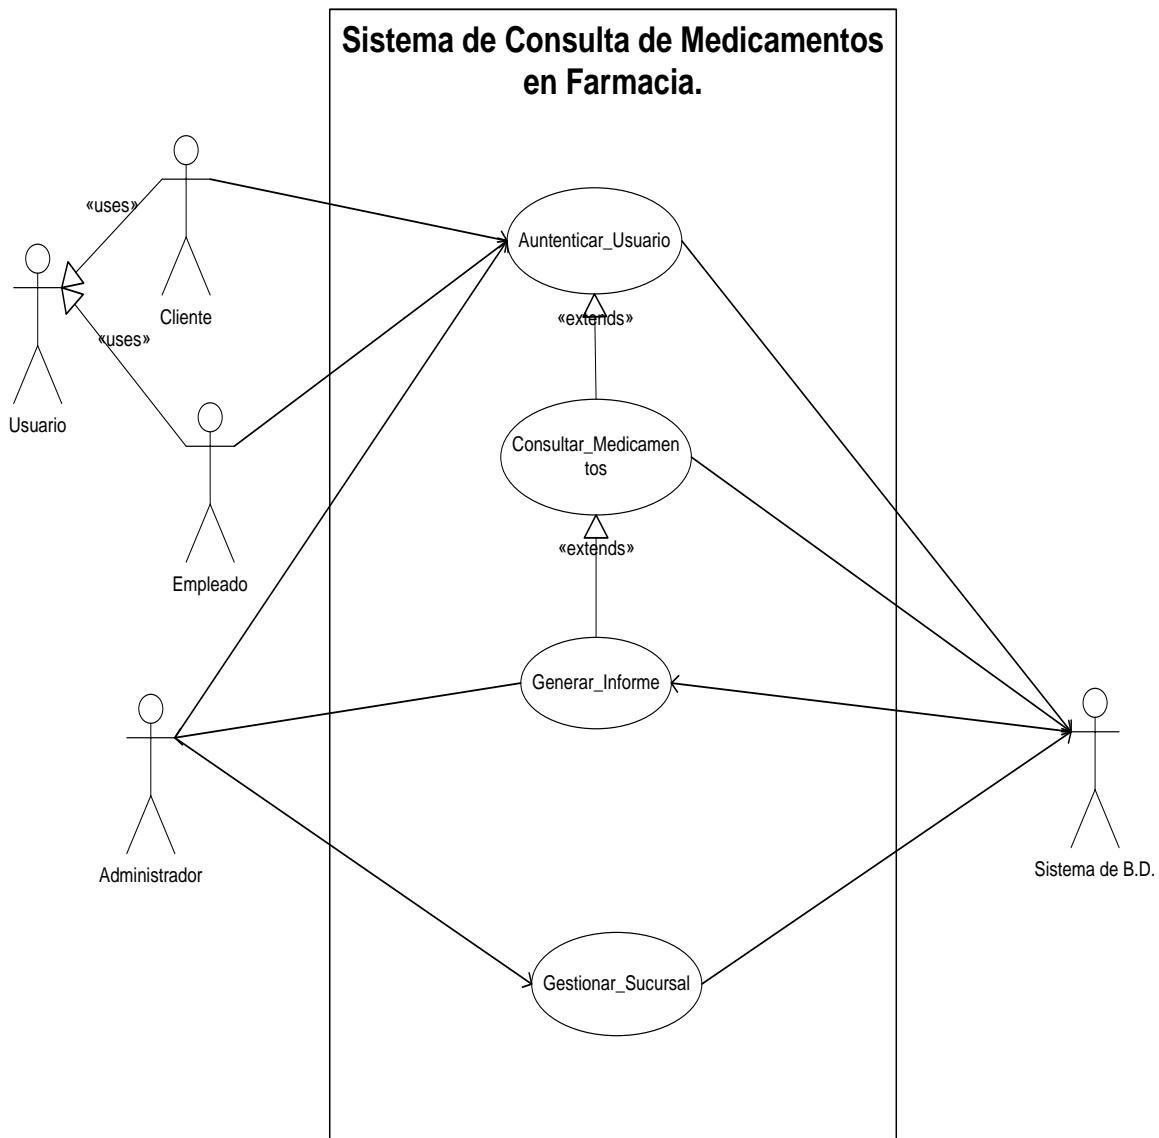 Sistema de Consulta de Medicamentos
en Farmacia.
«uses»
Auntenticar_Usuario
Cliente
«extends»
«uses»
Usuario
Consultar_Medicamen
tos
«extends»
Empleado
Generar_Informe
Administrador
Sistema de B.D.
Gestionar_Sucursal